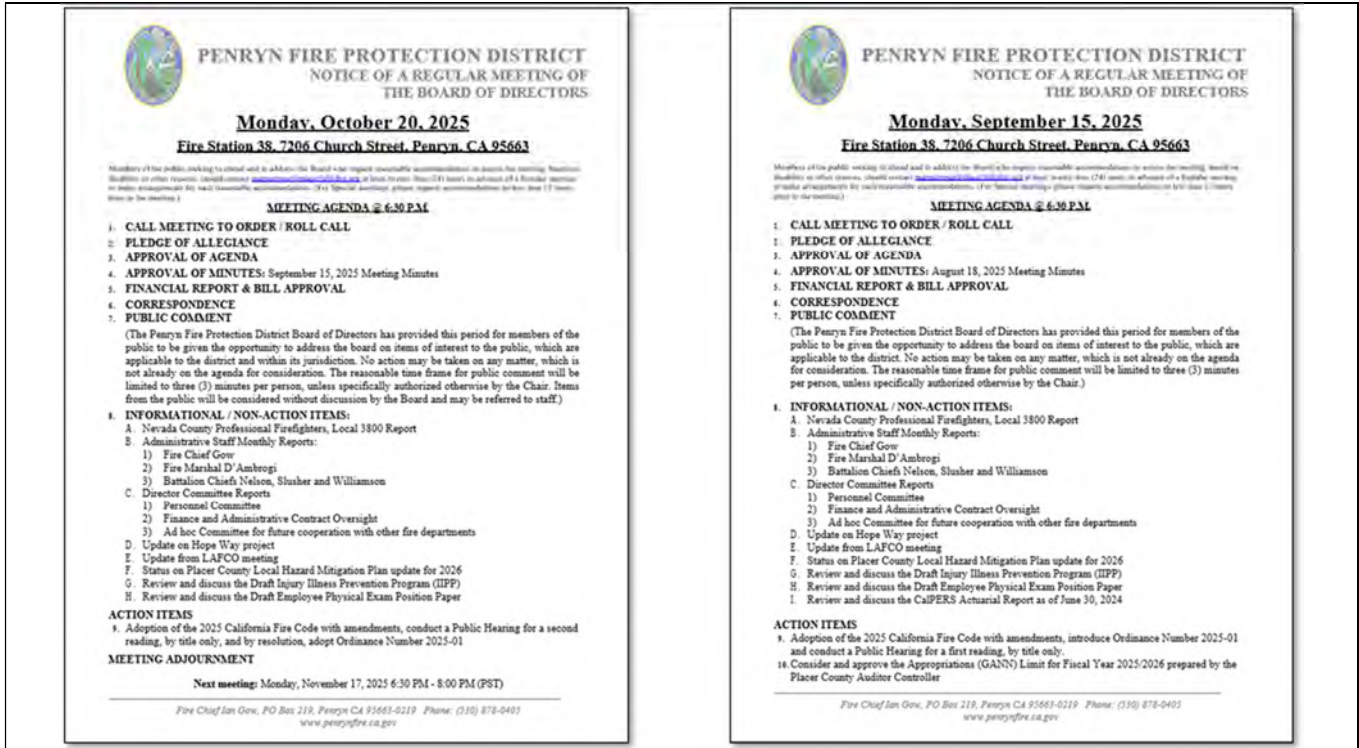 PENRYN FIRE PROTECTION DISTRICT
NOTICE OF A REGULAR MEETING OF
THE BOARD OF DIRECTORS
Monday, October 20, 2025
Fire Station 38, 7206 Church Street, Penryn, CA 95663
MEETING AGENDA @ 6:30 P.M.
1. CALL MEETING TO ORDER / ROLL CALL
2. PLEDGE OF ALLEGIANCE
3. APPROVAL OF AGENDA
4. APPROVAL OF MINUTES: September 15, 2025 Meeting Minutes
5. FINANCIAL REPORT & BILL APPROVAL
6. CORRESPONDENCE
7. PUBLIC COMMENT
(The Penryn Fire Protection District Board of Directors has provided this period for members of the
public to be given the opportunity to address the board on items of interest to the public, which are
applicable to the district and within its jurisdiction. No action may be taken on any matter, which is
not already on the agenda for consideration. The reasonable time frame for public comment will be
limited to three (3) minutes per person, unless specifically authorized otherwise by the Chair. Items
from the public will be considered without discussion by the Board and may be referred to staff.)
8. INFORMATIONAL / NON-ACTION ITEMS:
A. Nevada County Professional Firefighters, Local 3800 Report
B. Administrative Staff Monthly Reports:
1) Fire Chief Gow
2) Fire Marshal D'Ambrogi
3) Battalion Chiefs Nelson, Slusher and Williamson
C. Director Committee Reports
1) Personnel Committee
2) Finance and Administrative Contract Oversight
3) Ad hoc Committee for future cooperation with other fire departments
D. Update on Hope Way project
E. Update from LAFCO meeting
F. Status on Placer County Local Hazard Mitigation Plan update for 2026
G. Review and discuss the Draft Injury Illness Prevention Program (IIPP)
H. Review and discuss the Draft Employee Physical Exam Position Paper
ACTION ITEMS
9. Adoption of the 2025 California Fire Code with amendments, conduct a Public Hearing for a second
reading, by title only, and by resolution, adopt Ordinance Number 2025-01
MEETING ADJOURNMENT
Next meeting: Monday, November 17, 2025 6:30 PM - 8:00 PM (PST)
Fire Chief Ian Gow, PO Box 219, Penryn CA 95663-0219 Phone: (530) 878-0405
www.penrynfire.ca.gov
PENRYN FIRE PROTECTION DISTRICT
NOTICE OF A REGULAR MEETING OF
THE BOARD OF DIRECTORS
Monday, September 15, 2025
Fire Station 38, 7206 Church Street, Penryn, CA 95663
MEETING AGENDA @ 6:30 P.M.
1. CALL MEETING TO ORDER / ROLL CALL
2. PLEDGE OF ALLEGIANCE
3. APPROVAL OF AGENDA
4. APPROVAL OF MINUTES: August 18, 2025 Meeting Minutes
5. FINANCIAL REPORT & BILL APPROVAL
6. CORRESPONDENCE
7. PUBLIC COMMENT
(The Penryn Fire Protection District Board of Directors has provided this period for members of the
public to be given the opportunity to address the board on items of interest to the public, which are
applicable to the district. No action may be taken on any matter, which is not already on the agenda
for consideration. The reasonable time frame for public comment will be limited to three (3) minutes
per person, unless specifically authorized otherwise by the Chair.)
8. INFORMATIONAL / NON-ACTION ITEMS:
A. Nevada County Professional Firefighters, Local 3800 Report
B. Administrative Staff Monthly Reports:
1) Fire Chief Gow
2) Fire Marshal D'Ambrogi
3) Battalion Chiefs Nelson, Slusher and Williamson
C. Director Committee Reports
1) Personnel Committee
2) Finance and Administrative Contract Oversight
3) Ad hoc Committee for future cooperation with other fire departments
D. Update on Hope Way project
E. Update from LAFCO meeting
F. Status on Placer County Local Hazard Mitigation Plan update for 2026
G. Review and discuss the Draft Injury Illness Prevention Program (IIPP)
H. Review and discuss the Draft Employee Physical Exam Position Paper
I. Review and discuss the CalPERS Actuarial Report as of June 30, 2024
ACTION ITEMS
9. Adoption of the 2025 California Fire Code with amendments, introduce Ordinance Number 2025-01
and conduct a Public Hearing for a first reading, by title only.
10. Consider and approve the Appropriations (GANN) Limit for Fiscal Year 2025/2026 prepared by the
Placer County Auditor Controller
Fire Chief Ian Gow, PO Box 219, Penryn CA 95663-0219 Phone: (530) 878-0405
www.penrynfire.ca.gov